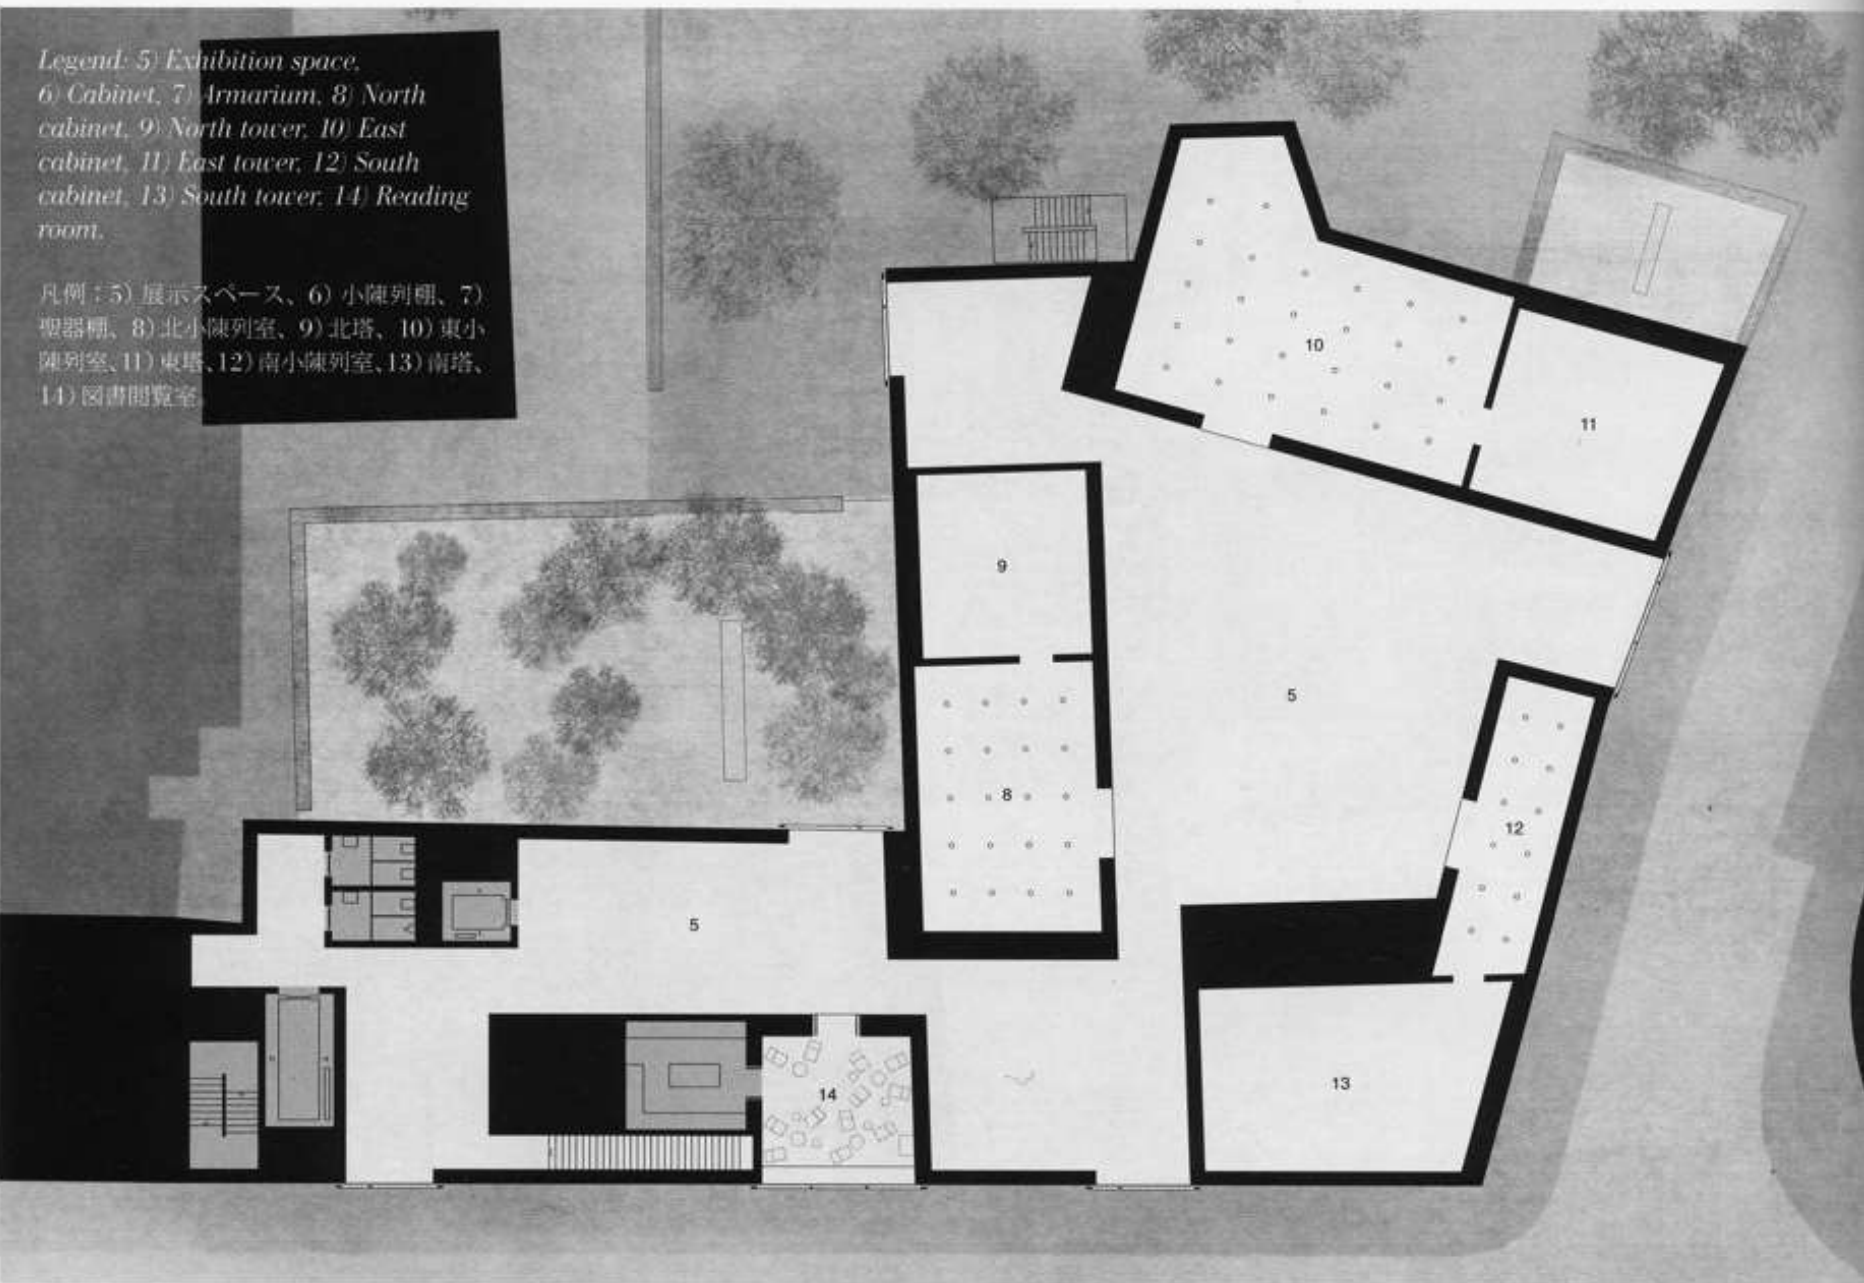 Legend: 5) Exhibition space,
6) Cabinet, 7) Armarium, 8) North
cabinet, 9) North tower, 10) East
cabinet, 11) East tower, 12) South
cabinet, 13) South tower, 14) Reading
room.
凡例：5）展示スペース、6）小陳列棚、7）
聖器棚、8）北小陳列室、9）北塔、10）東小
陳列室、11）東塔、12）南小陳列室、13）南塔、
14）図書閲覧室。
10
11
9
5
8
12
5
13
14